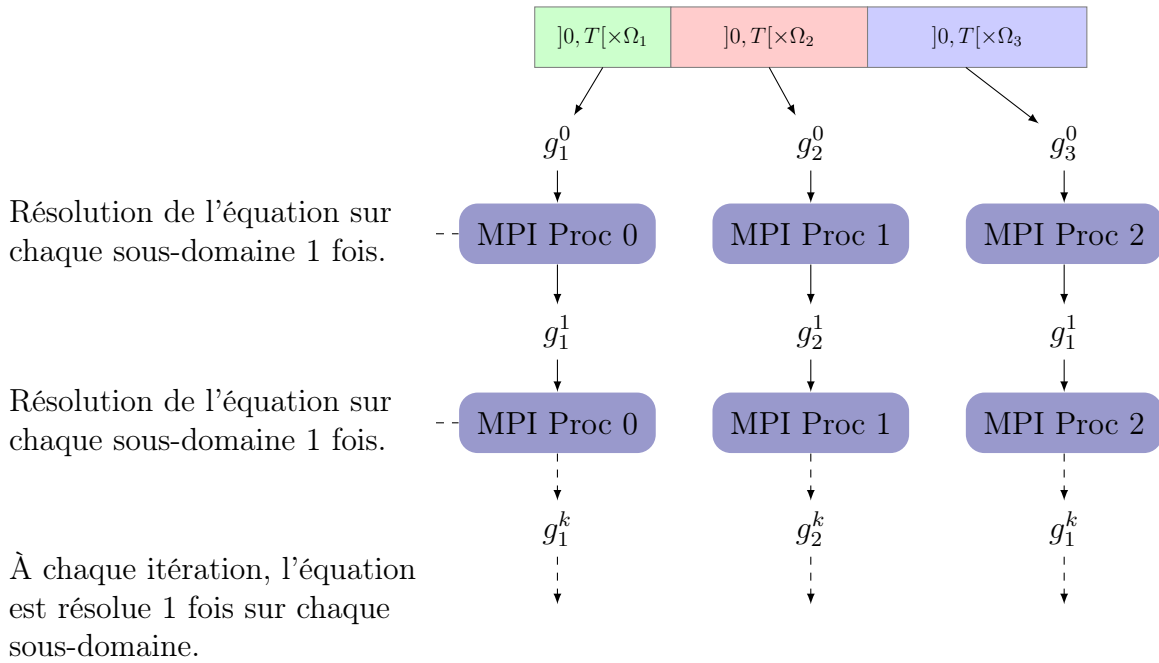 ]0, T[×Ω₁ ]0, T[×Ω₂ ]0, T[×Ω₃
g₁⁰ g₂⁰ g₃⁰
Résolution de l'équation sur
chaque sous-domaine 1 fois.
MPI Proc 0 MPI Proc 1 MPI Proc 2
g₁¹ g₂¹ g₁¹
Résolution de l'équation sur
chaque sous-domaine 1 fois.
MPI Proc 0 MPI Proc 1 MPI Proc 2
g₁ᵏ g₂ᵏ g₁ᵏ
À chaque itération, l'équation
est résolue 1 fois sur chaque
sous-domaine.